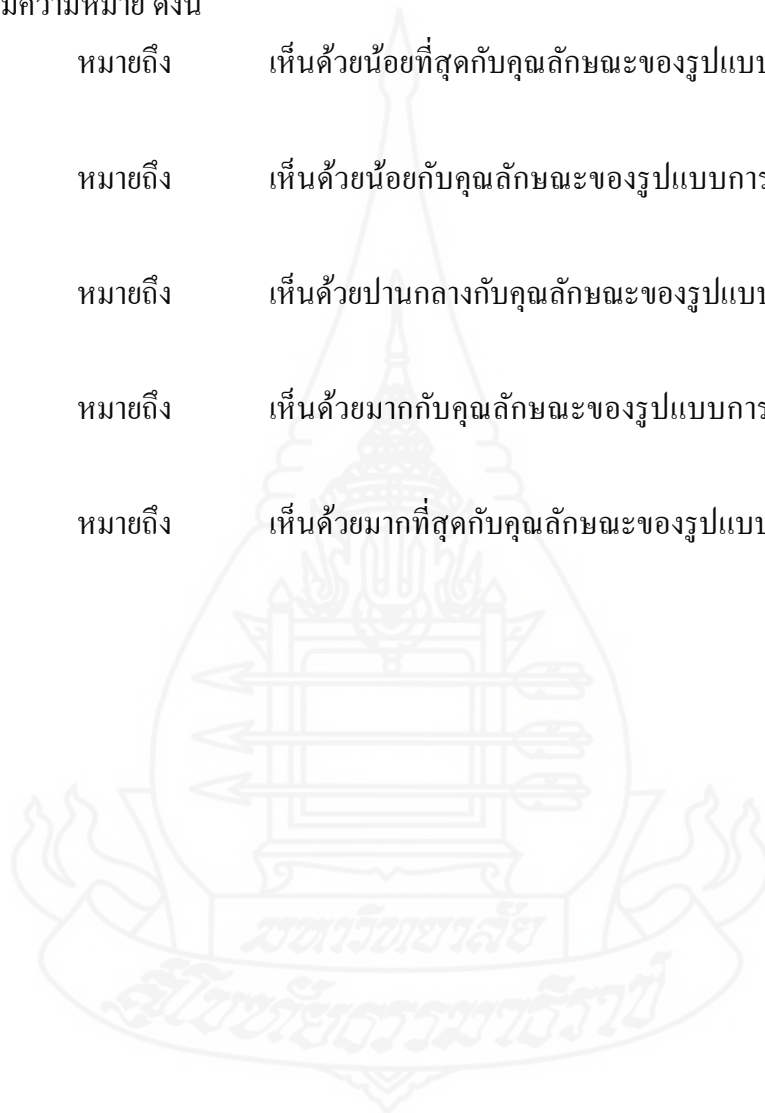 มีความหมาย ดังนี้
หมายถึง เห็นด้วยน้อยที่สุดกับคุณลักษณะของรูปแบบ
หมายถึง เห็นด้วยน้อยกับคุณลักษณะของรูปแบบการ
หมายถึง เห็นด้วยปานกลางกับคุณลักษณะของรูปแบบ
หมายถึง เห็นด้วยมากกับคุณลักษณะของรูปแบบการ
หมายถึง เห็นด้วยมากที่สุดกับคุณลักษณะของรูปแบบ
มหาวิทยาลัย
สุโขทัยธรรมาธิราช